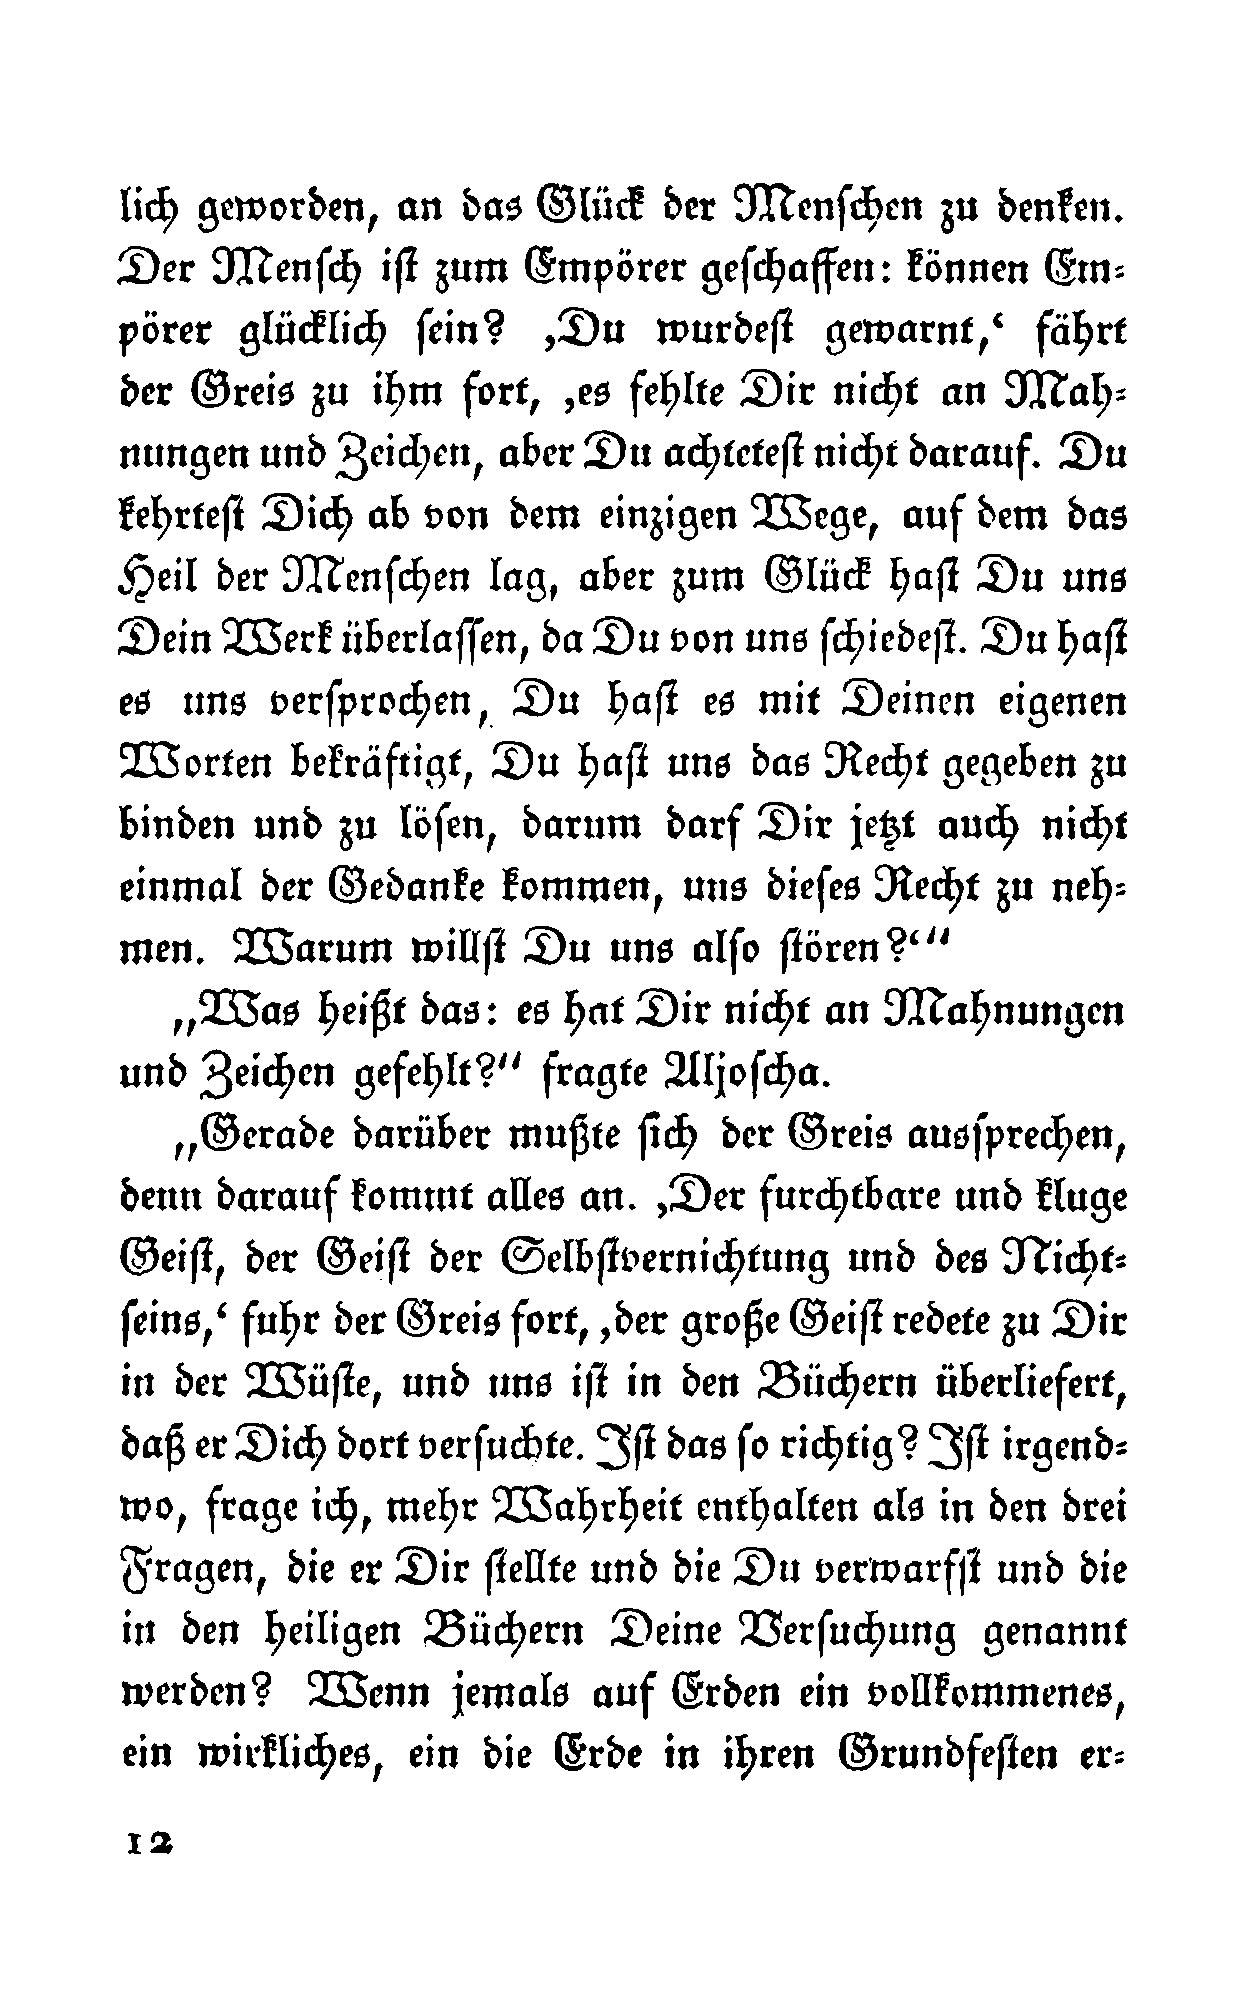 lich geworden, an das Glück der Menſchen zu denken.
Der Menſch iſt zum Empörer geſchaffen: können Em⸗
pörer glücklich ſein? ‚Du wurdeſt gewarnt,‘ fährt
der Greis zu ihm fort, ‚es fehlte Dir nicht an Mah⸗
nungen und Zeichen, aber Du achteteſt nicht darauf. Du
kehrteſt Dich ab von dem einzigen Wege, auf dem das
Heil der Menſchen lag, aber zum Glück haſt Du uns
Dein Werk überlaſſen, da Du von uns ſchiedeſt. Du haſt
es uns verſprochen, Du haſt es mit Deinen eigenen
Worten bekräftigt, Du haſt uns das Recht gegeben zu
binden und zu löſen, darum darf Dir jetzt auch nicht
einmal der Gedanke kommen, uns dieſes Recht zu neh⸗
men. Warum willſt Du uns alſo ſtören?‘“
„Was heißt das: es hat Dir nicht an Mahnungen
und Zeichen gefehlt?“ fragte Aljoſcha.
„Gerade darüber mußte ſich der Greis ausſprechen,
denn darauf kommt alles an. ‚Der furchtbare und kluge
Geiſt, der Geiſt der Selbſtvernichtung und des Nicht⸗
ſeins,‘ fuhr der Greis fort, ‚der große Geiſt redete zu Dir
in der Wüſte, und uns iſt in den Büchern überliefert,
daß er Dich dort verſuchte. Iſt das ſo richtig? Iſt irgend⸗
wo, frage ich, mehr Wahrheit enthalten als in den drei
Fragen, die er Dir ſtellte und die Du verwarfſt und die
in den heiligen Büchern Deine Verſuchung genannt
werden? Wenn jemals auf Erden ein vollkommenes,
ein wirkliches, ein die Erde in ihren Grundfeſten er⸗
12